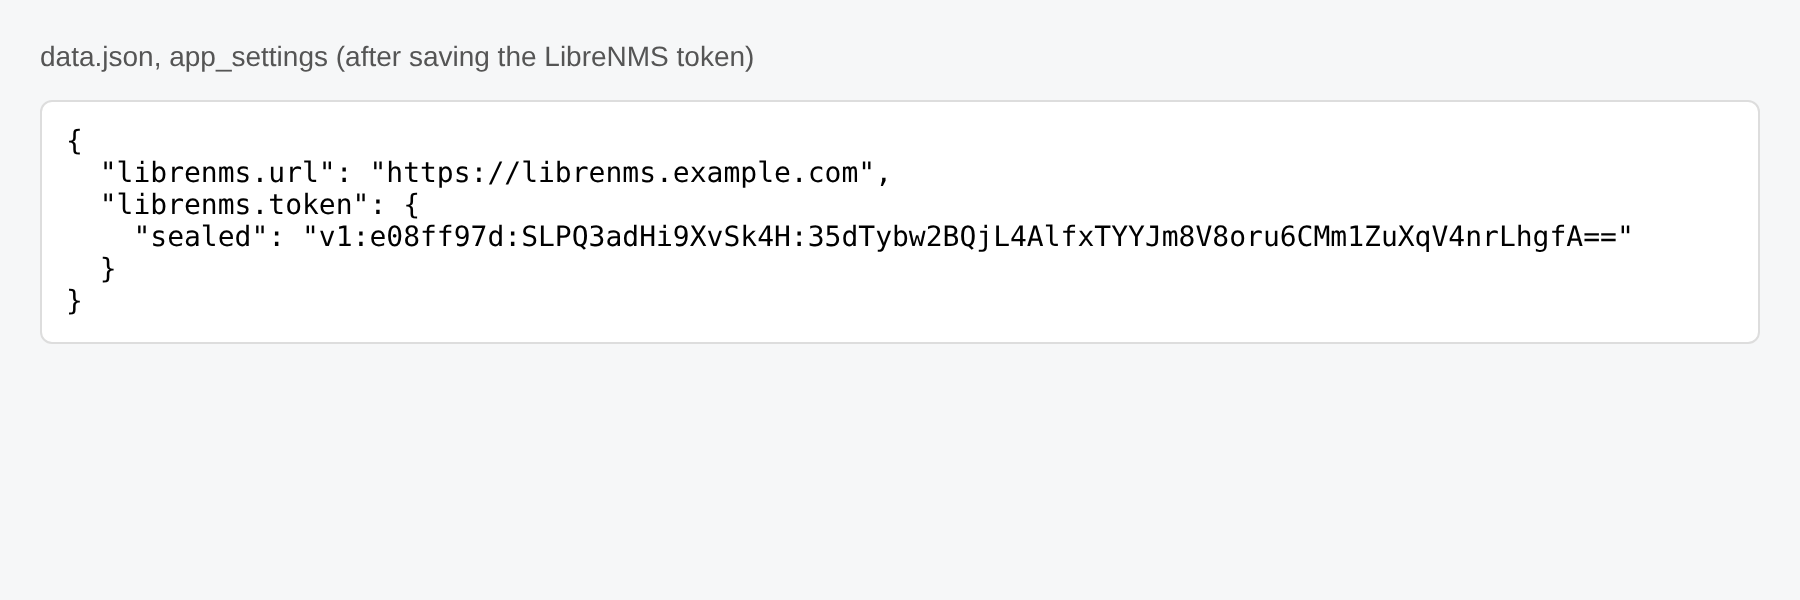 data.json, app_settings (after saving the LibreNMS token)
{
  "librenms.url": "https://librenms.example.com",
  "librenms.token": {
    "sealed": "v1:e08ff97d:SLPQ3adHi9XvSk4H:35dTybw2BQjL4AlfxTYYJm8V8oru6CMm1ZuXqV4nrLhgfA=="
  }
}